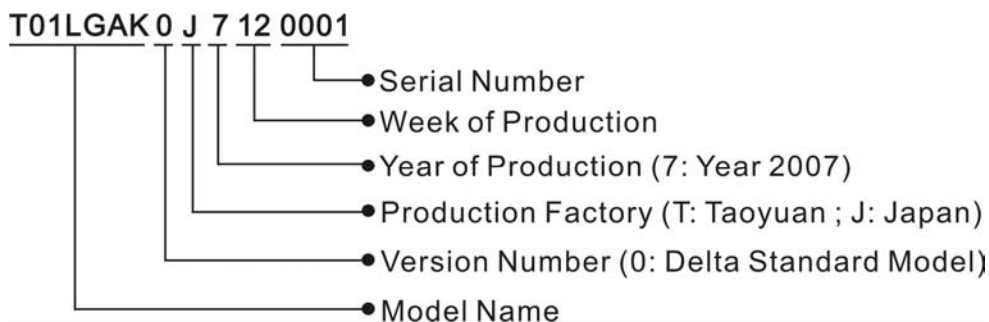 T01LGAK 0 J 7 12 0001
Serial Number
Week of Production
Year of Production (7: Year 2007)
Production Factory (T: Taoyuan ; J: Japan)
Version Number (0: Delta Standard Model)
Model Name